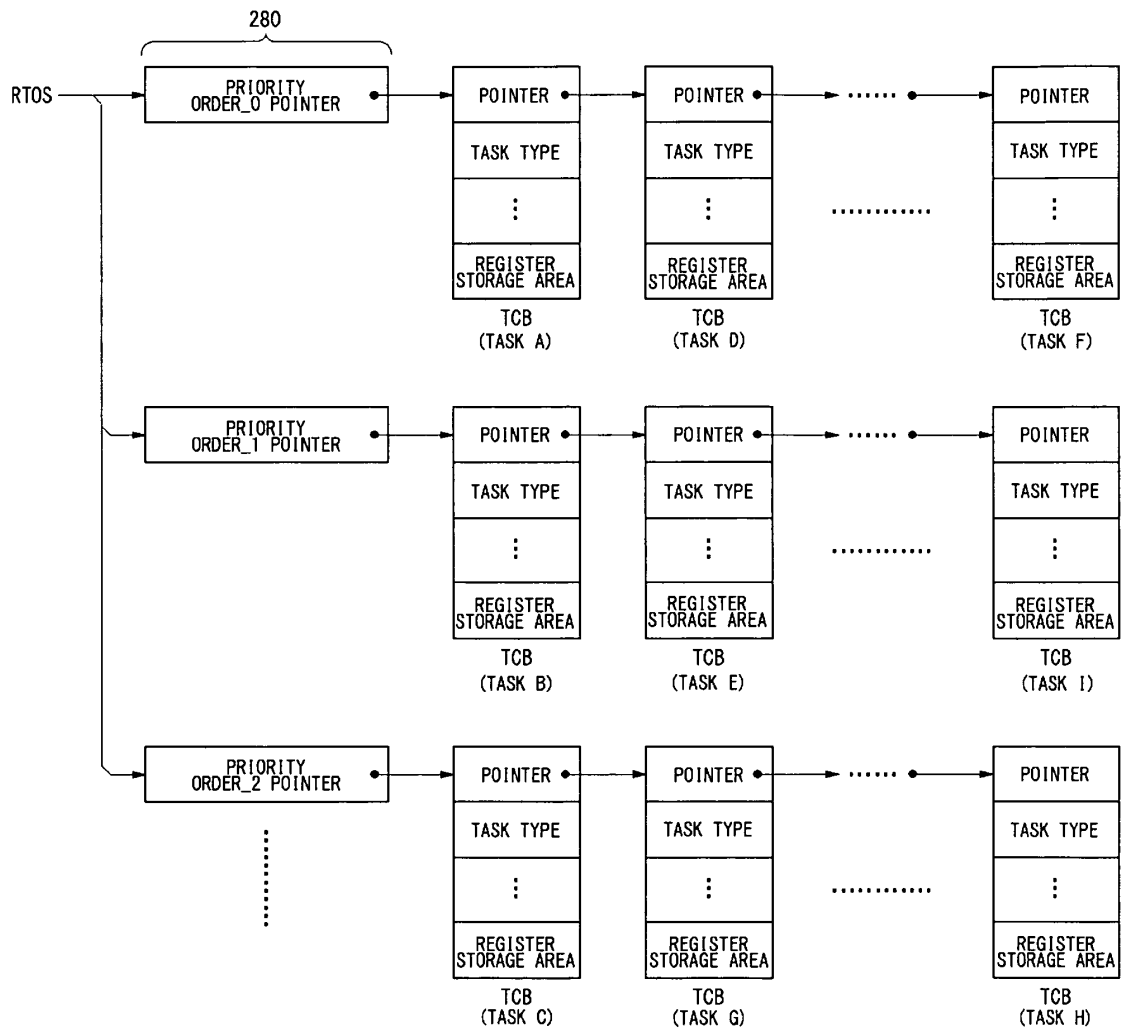 280
RTOS
PRIORITY
ORDER_0 POINTER
POINTER
TASK TYPE
REGISTER
STORAGE AREA
TCB
(TASK A)
POINTER
TASK TYPE
REGISTER
STORAGE AREA
TCB
(TASK D)
POINTER
TASK TYPE
REGISTER
STORAGE AREA
TCB
(TASK F)
PRIORITY
ORDER_1 POINTER
POINTER
TASK TYPE
REGISTER
STORAGE AREA
TCB
(TASK B)
POINTER
TASK TYPE
REGISTER
STORAGE AREA
TCB
(TASK E)
POINTER
TASK TYPE
REGISTER
STORAGE AREA
TCB
(TASK I)
PRIORITY
ORDER_2 POINTER
POINTER
TASK TYPE
REGISTER
STORAGE AREA
TCB
(TASK C)
POINTER
TASK TYPE
REGISTER
STORAGE AREA
TCB
(TASK G)
POINTER
TASK TYPE
REGISTER
STORAGE AREA
TCB
(TASK H)